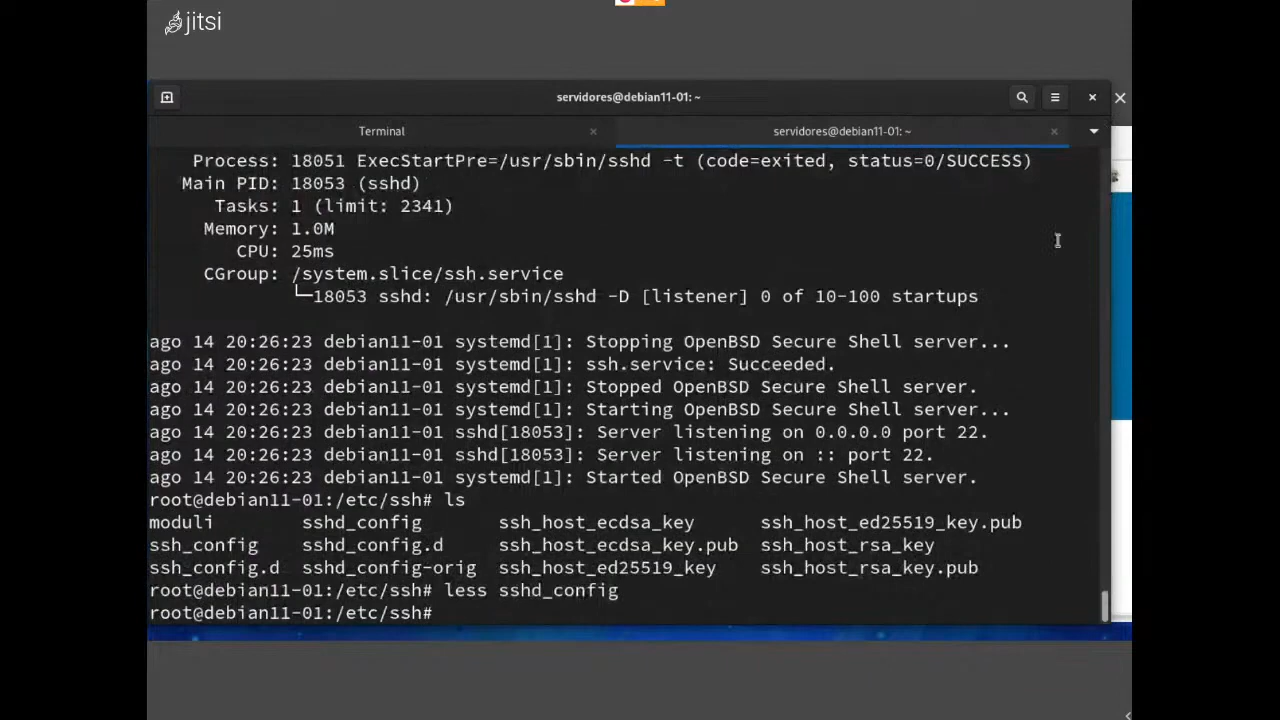 jitsi
servidores@debian11-01: ~
Terminal
servidores@debian11-01: ~
Process: 18051 ExecStartPre=/usr/sbin/sshd -t (code=exited, status=0/SUCCESS)
Main PID: 18053 (sshd)
Tasks: 1 (limit: 2341)
Memory: 1.0M
CPU: 25ms
CGroup: /system.slice/ssh.service
└─18053 sshd: /usr/sbin/sshd -D [listener] 0 of 10-100 startups
ago 14 20:26:23 debian11-01 systemd[1]: Stopping OpenBSD Secure Shell server...
ago 14 20:26:23 debian11-01 systemd[1]: ssh.service: Succeeded.
ago 14 20:26:23 debian11-01 systemd[1]: Stopped OpenBSD Secure Shell server.
ago 14 20:26:23 debian11-01 systemd[1]: Starting OpenBSD Secure Shell server...
ago 14 20:26:23 debian11-01 sshd[18053]: Server listening on 0.0.0.0 port 22.
ago 14 20:26:23 debian11-01 sshd[18053]: Server listening on :: port 22.
ago 14 20:26:23 debian11-01 systemd[1]: Started OpenBSD Secure Shell server.
root@debian11-01:/etc/ssh# ls
moduli sshd_config ssh_host_ecdsa_key ssh_host_ed25519_key.pub
ssh_config sshd_config.d ssh_host_ecdsa_key.pub ssh_host_rsa_key
ssh_config.d sshd_config-orig ssh_host_ed25519_key ssh_host_rsa_key.pub
root@debian11-01:/etc/ssh# less sshd_config
root@debian11-01:/etc/ssh#